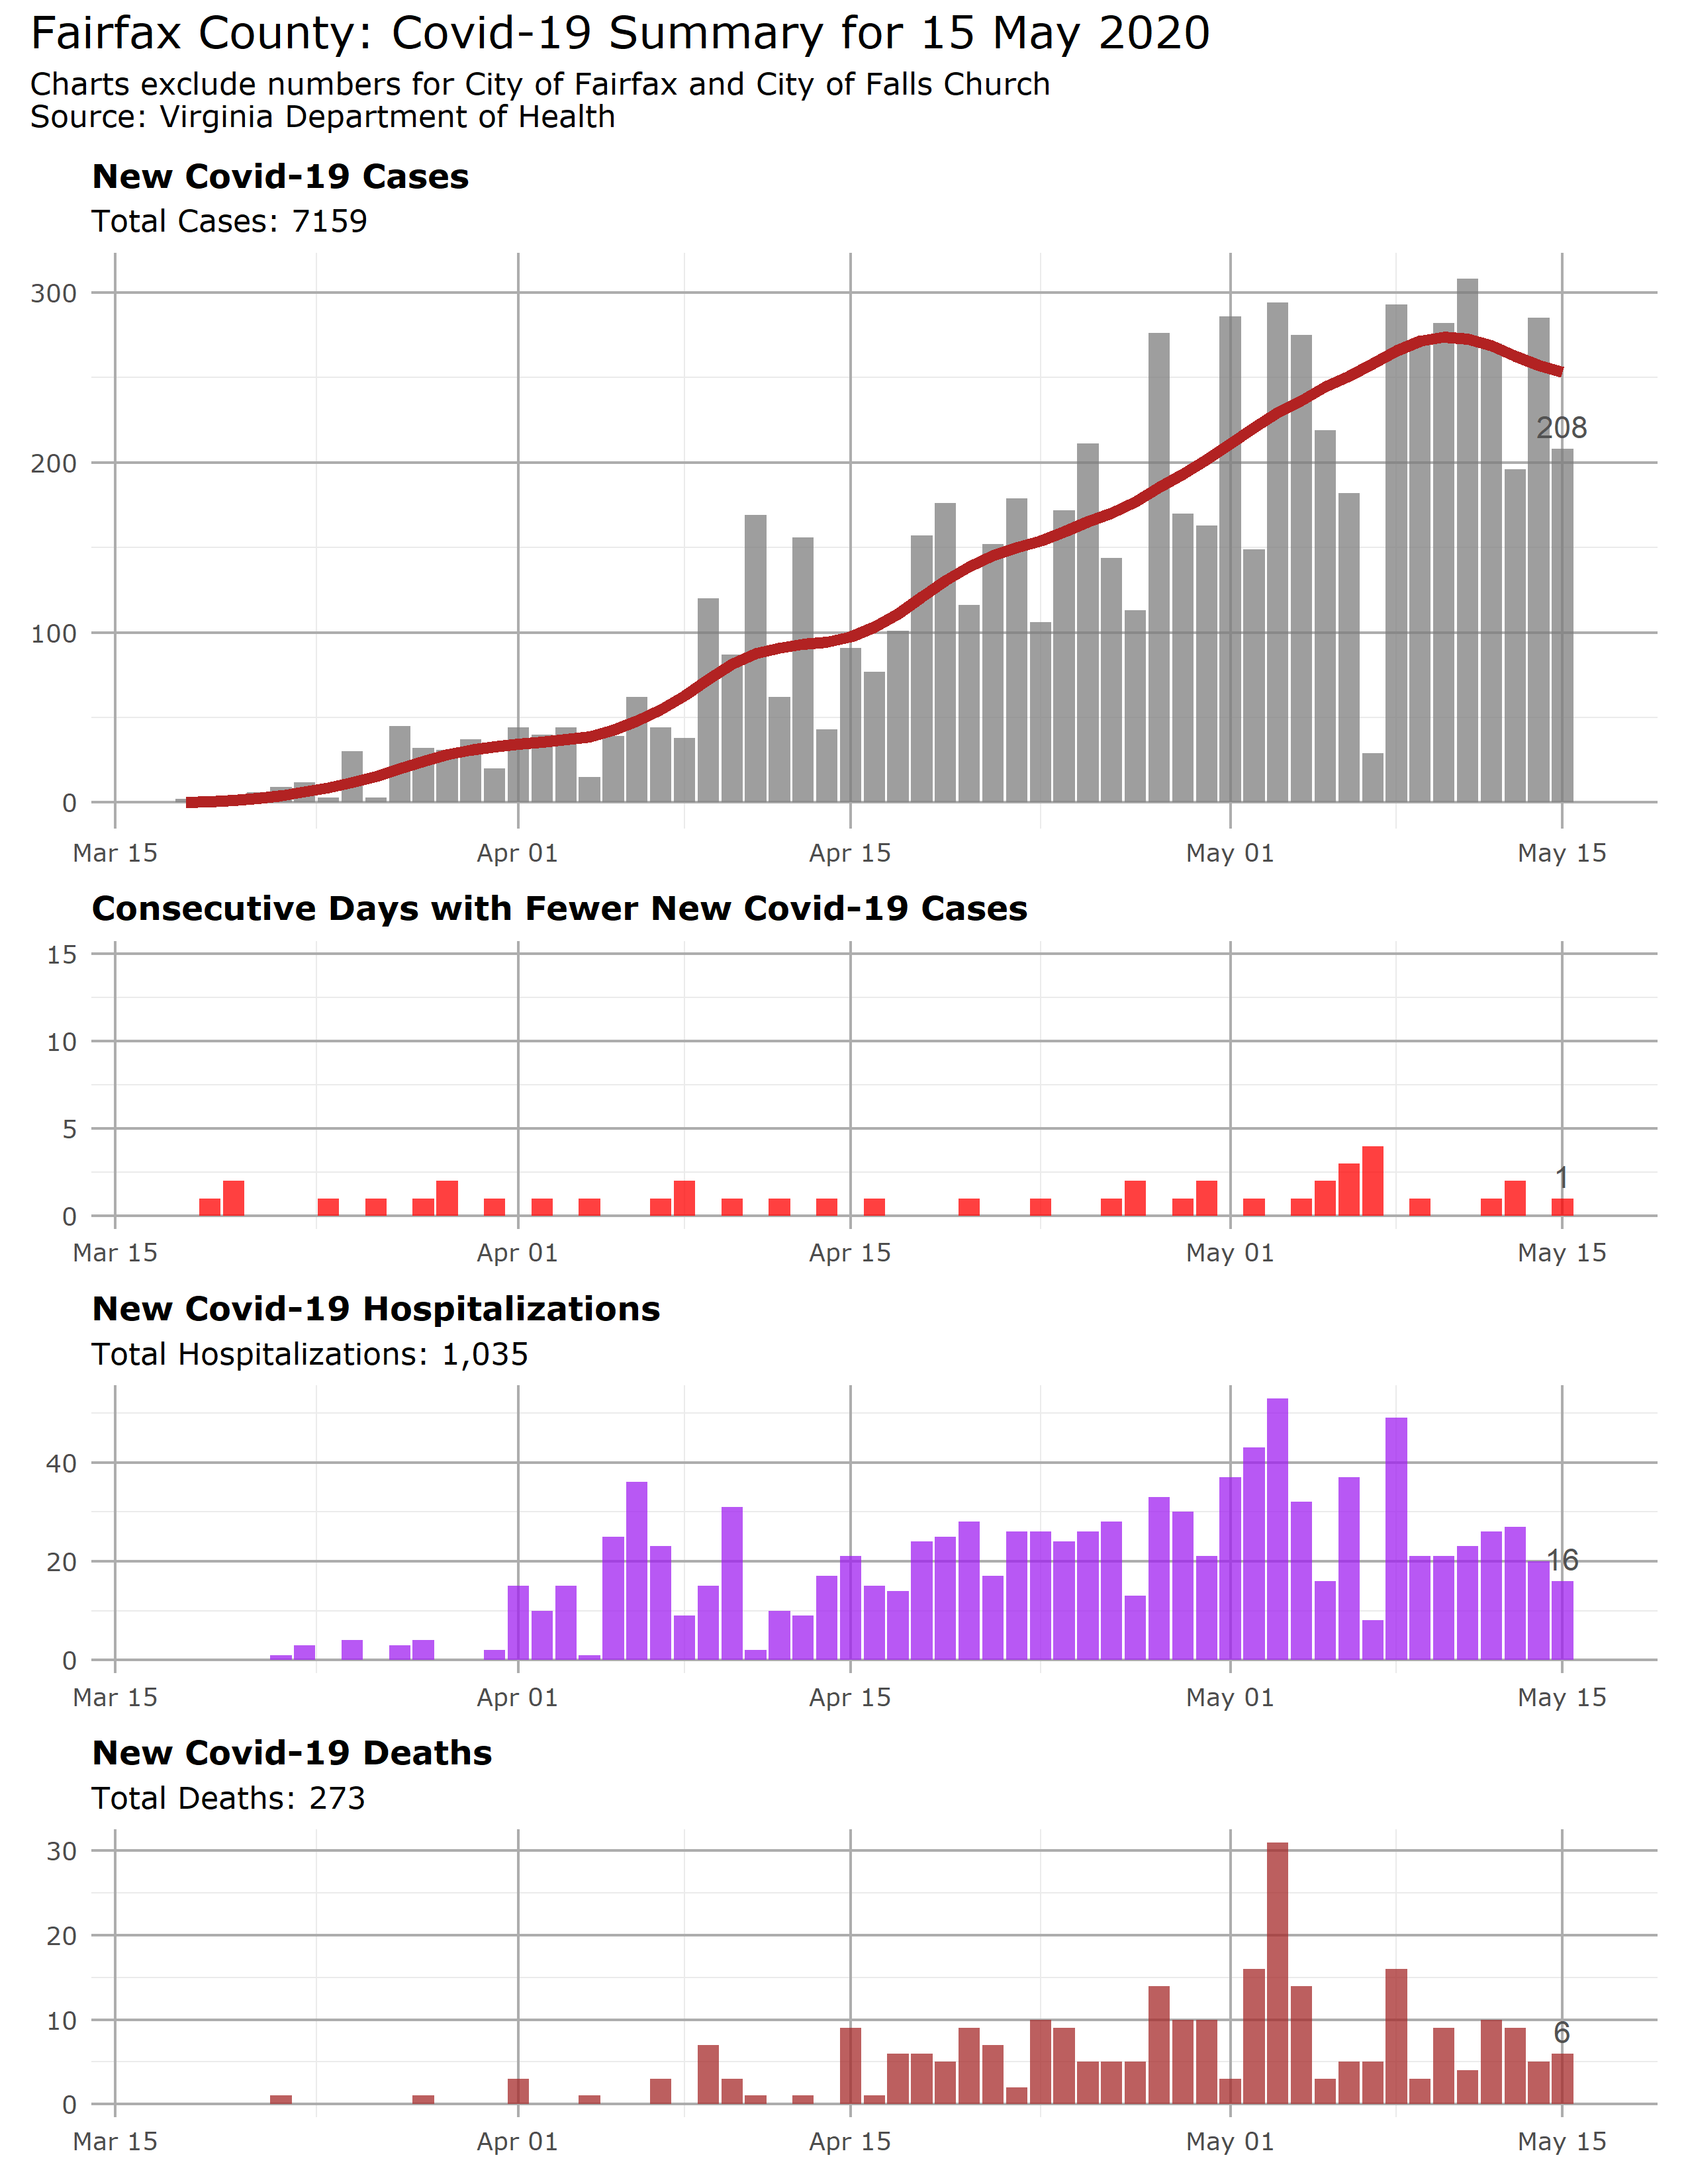 Fairfax County: Covid-19 Summary for 15 May 2020
Charts exclude numbers for City of Fairfax and City of Falls Church
Source: Virginia Department of Health
New Covid-19 Cases
Total Cases: 7159
300
208
200
100
0
Mar 15 Apr 01 Apr 15 May 01 May 15
Consecutive Days with Fewer New Covid-19 Cases
15
10
5
1
0
Mar 15 Apr 01 Apr 15 May 01 May 15
New Covid-19 Hospitalizations
Total Hospitalizations: 1,035
40
20 16
0
Mar 15 Apr 01 Apr 15 May 01 May 15
New Covid-19 Deaths
Total Deaths: 273
30
20
10
6
0
Mar 15 Apr 01 Apr 15 May 01 May 15